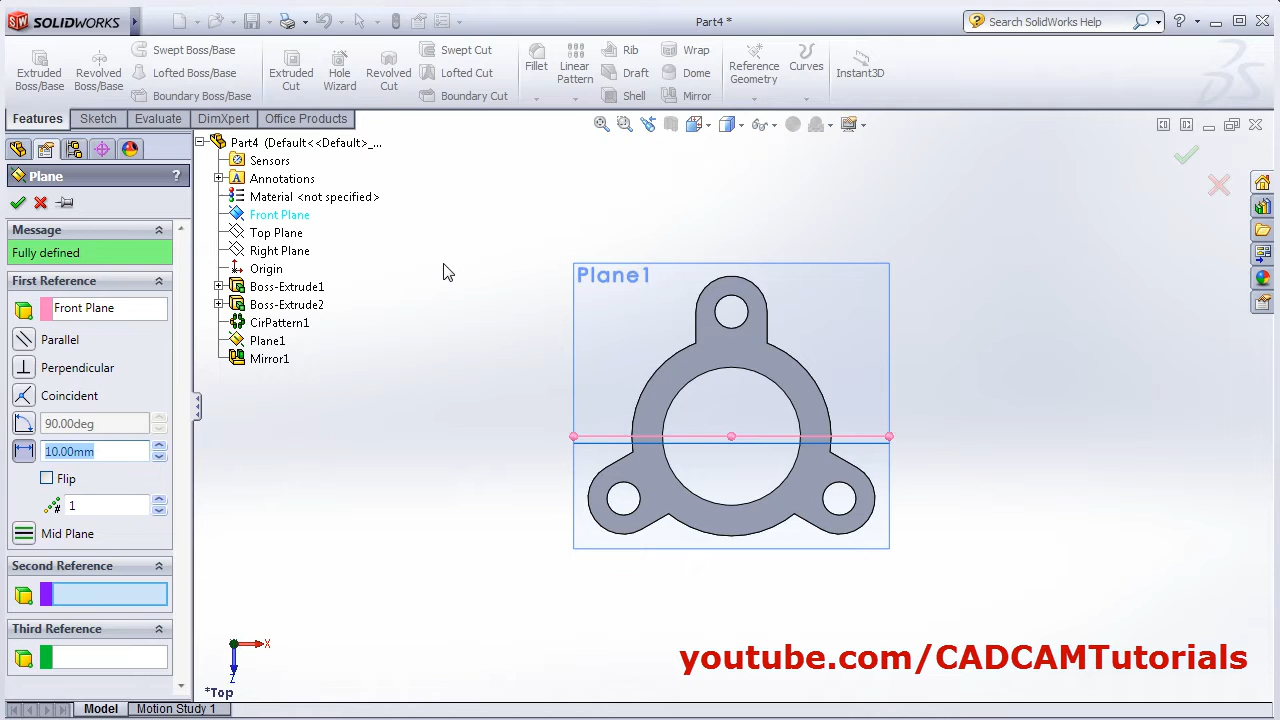 SOLIDWORKS
Part4 *
Search SolidWorks Help
Extruded Boss/Base
Revolved Boss/Base
Swept Boss/Base
Lofted Boss/Base
Boundary Boss/Base
Extruded Cut
Hole Wizard
Revolved Cut
Swept Cut
Lofted Cut
Boundary Cut
Fillet
Linear Pattern
Rib
Draft
Shell
Wrap
Dome
Mirror
Reference Geometry
Curves
Instant3D
Features
Sketch
Evaluate
DimXpert
Office Products
Plane
?
Message
Fully defined
First Reference
Front Plane
Parallel
Perpendicular
Coincident
90.00deg
10.00mm
Flip
1
Mid Plane
Second Reference
Third Reference
Part4 (Default<<Default>_...
Sensors
Annotations
Material <not specified>
Front Plane
Top Plane
Right Plane
Origin
Boss-Extrude1
Boss-Extrude2
CirPattern1
Plane1
Mirror1
Plane1
X
Z
*Top
youtube.com/CADCAMTutorials
Model
Motion Study 1